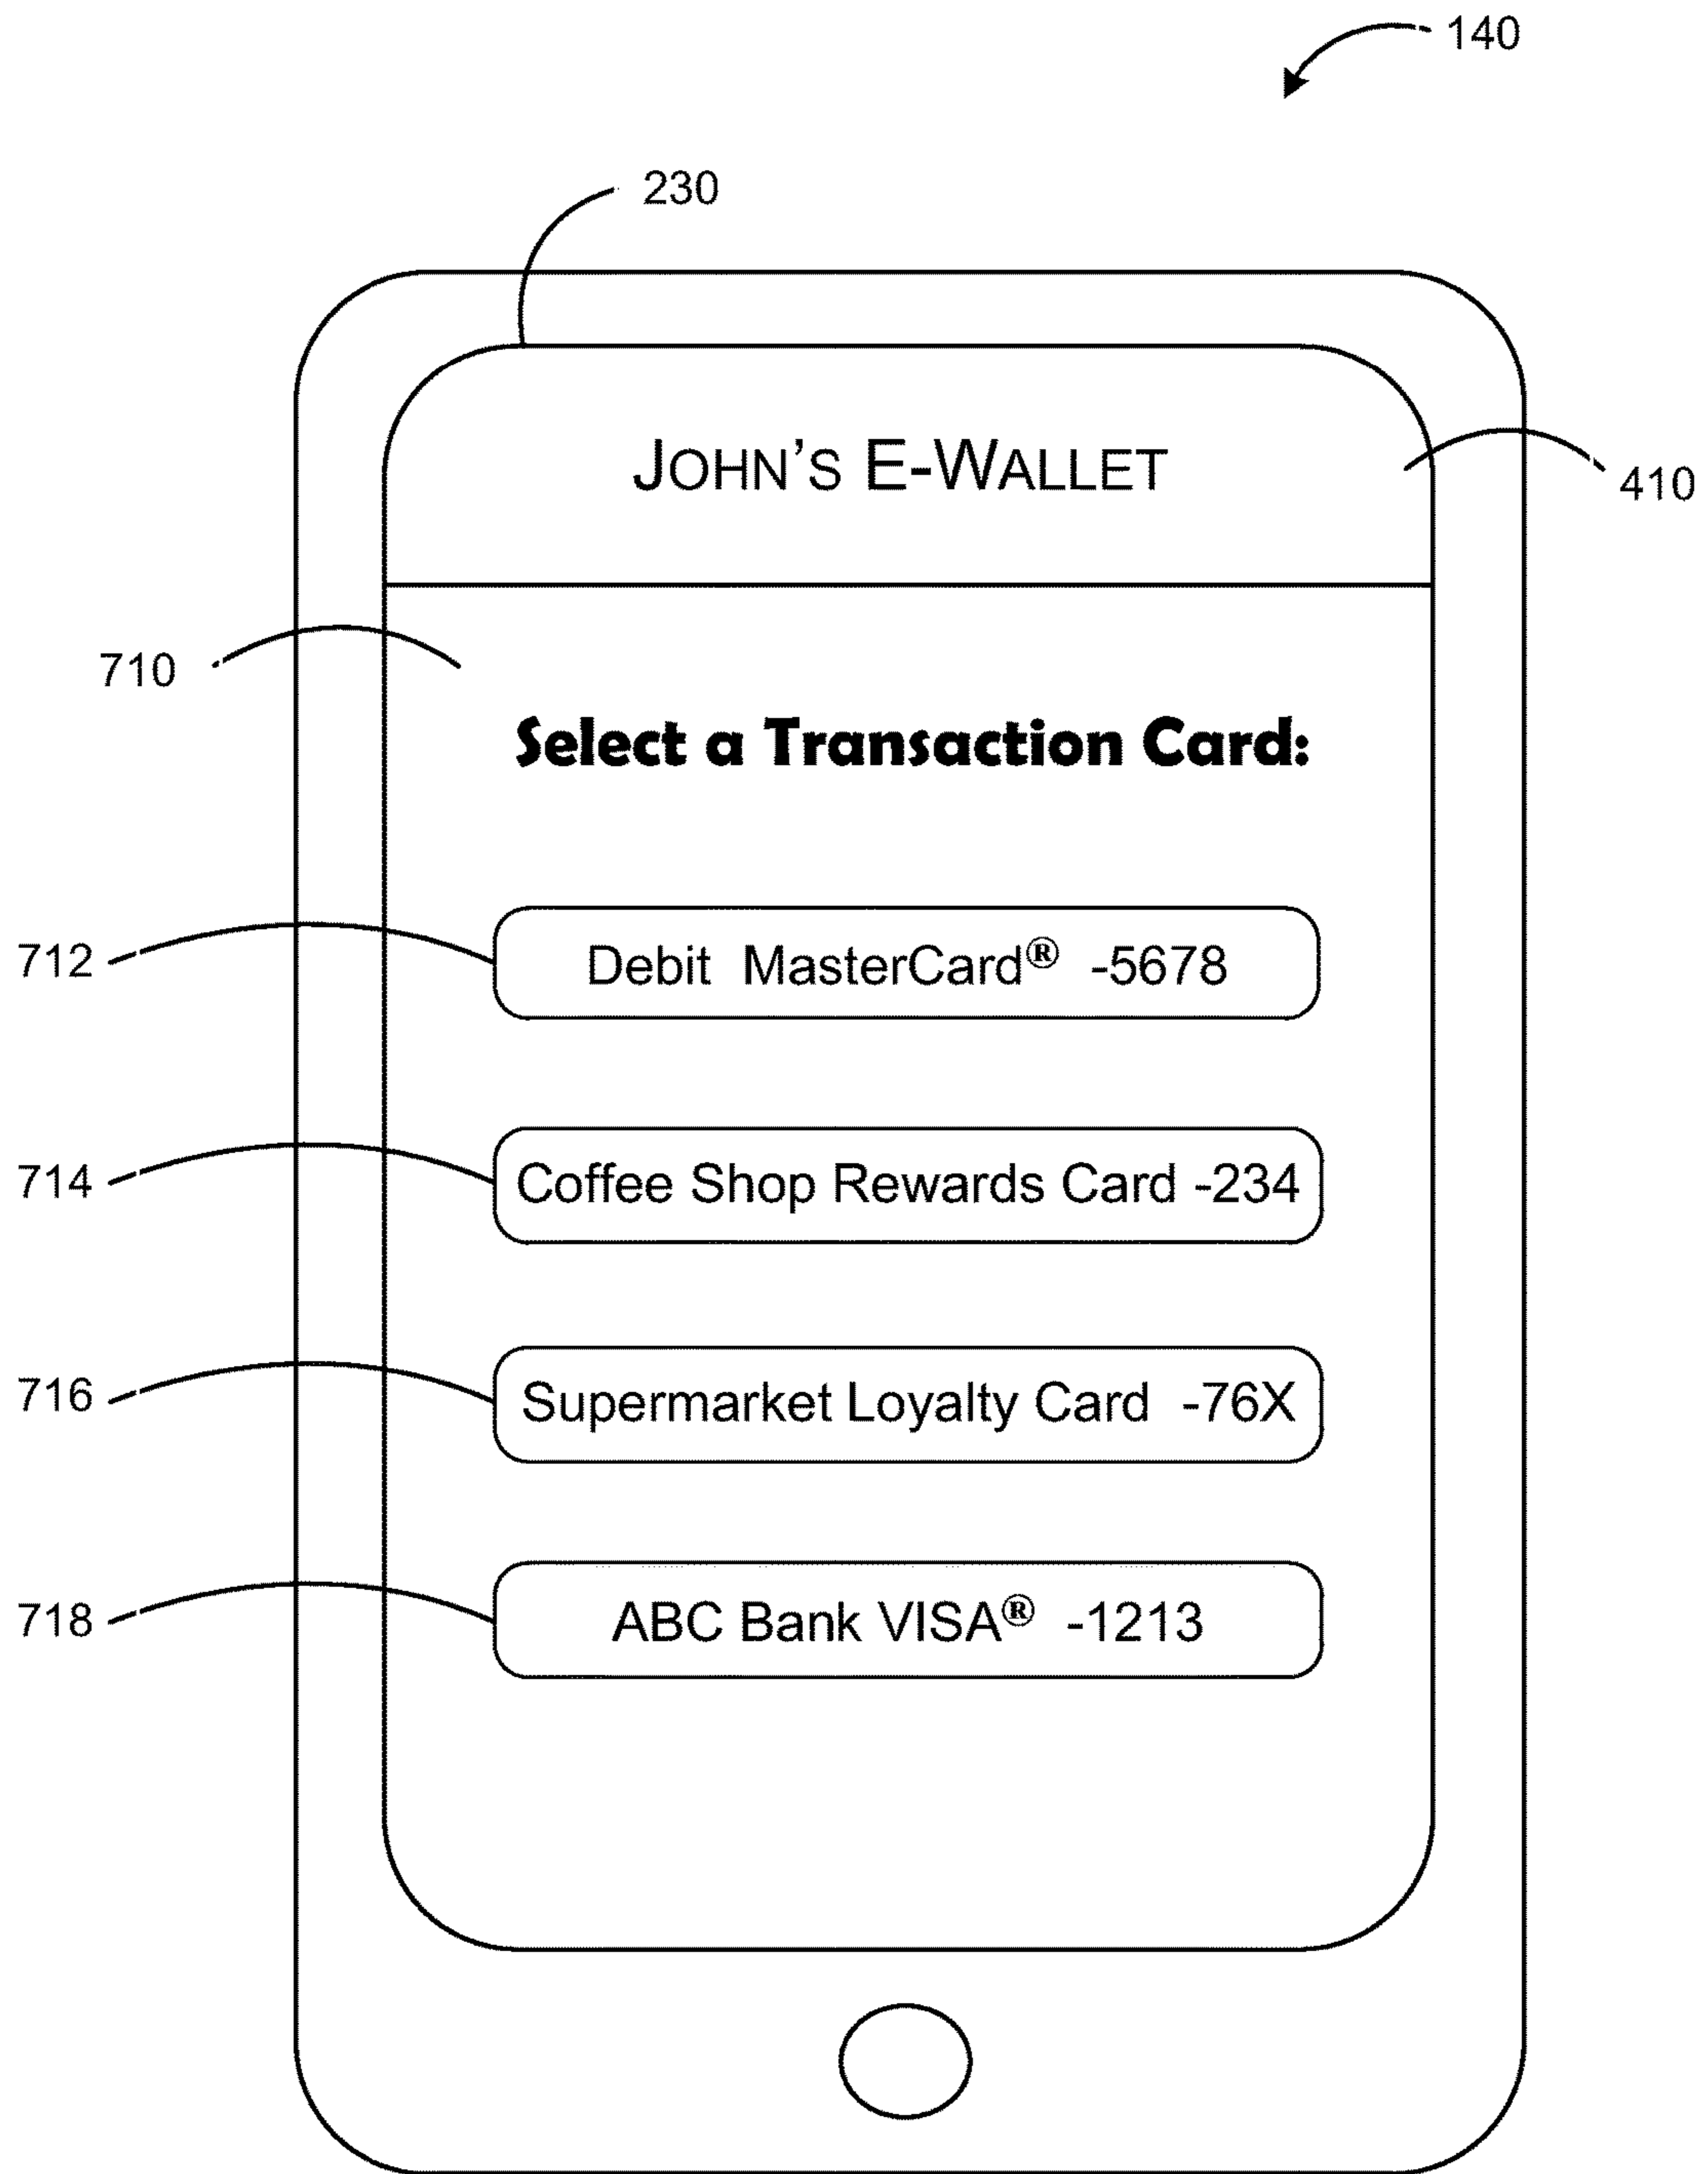 140
230
JOHN'S E-WALLET
410
710
Select a Transaction Card:
712
Debit MasterCard® -5678
714
Coffee Shop Rewards Card -234
716
Supermarket Loyalty Card -76X
718
ABC Bank VISA® -1213